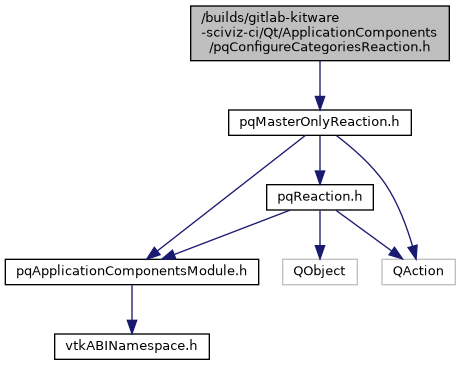 /builds/gitlab-kitware
-sciviz-ci/Qt/ApplicationComponents
/pqConfigureCategoriesReaction.h
pqMasterOnlyReaction.h
pqReaction.h
pqApplicationComponentsModule.h
QObject
QAction
vtkABINamespace.h